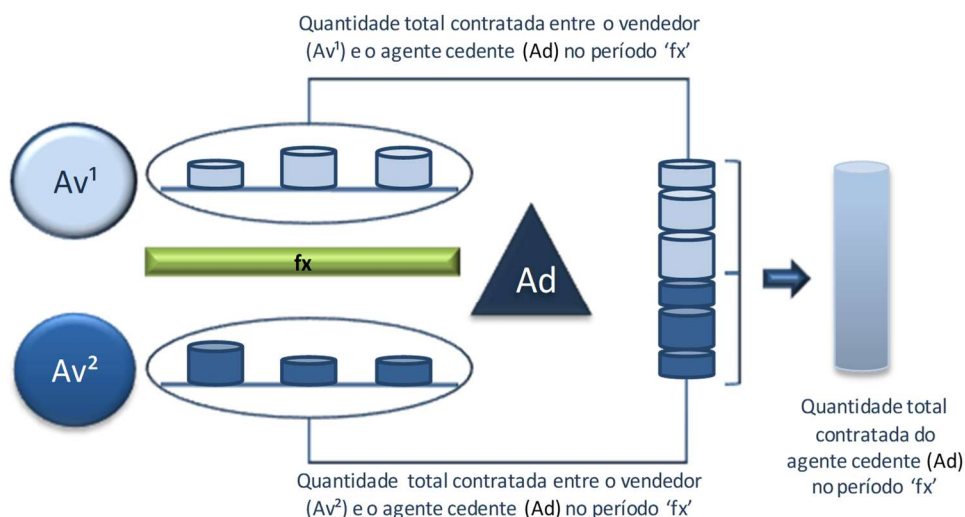 Quantidade total contratada entre o vendedor
(Av¹) e o agente cedente (Ad) no período ‘fx’
Av¹
fx
Ad
Av²
Quantidade total
contratada do
agente cedente (Ad)
no período ‘fx’
Quantidade total contratada entre o vendedor
(Av²) e o agente cedente (Ad) no período ‘fx’